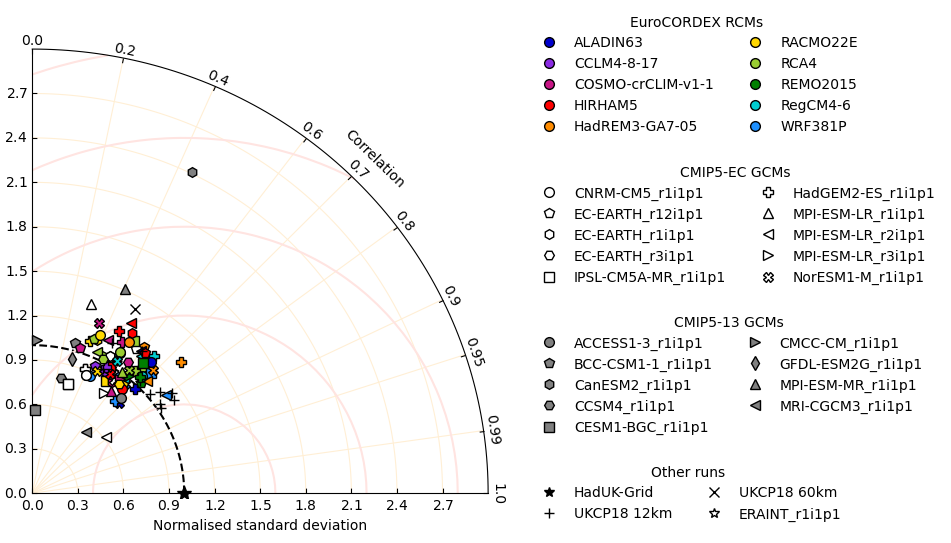 0.0
0.2
0.4
0.6
Correlation
0.7
0.8
0.9
0.95
0.99
1.0
2.7
2.4
2.1
1.8
1.5
1.2
0.9
0.6
0.3
0.0
0.0 0.3 0.6 0.9 1.2 1.5 1.8 2.1 2.4 2.7
Normalised standard deviation
EuroCORDEX RCMs
ALADIN63 RACMO22E
CCLM4-8-17 RCA4
COSMO-crCLIM-v1-1 REMO2015
HIRHAM5 RegCM4-6
HadREM3-GA7-05 WRF381P
CMIP5-EC GCMs
CNRM-CM5_r1i1p1 HadGEM2-ES_r1i1p1
EC-EARTH_r12i1p1 MPI-ESM-LR_r1i1p1
EC-EARTH_r1i1p1 MPI-ESM-LR_r2i1p1
EC-EARTH_r3i1p1 MPI-ESM-LR_r3i1p1
IPSL-CM5A-MR_r1i1p1 NorESM1-M_r1i1p1
CMIP5-13 GCMs
ACCESS1-3_r1i1p1 CMCC-CM_r1i1p1
BCC-CSM1-1_r1i1p1 GFDL-ESM2G_r1i1p1
CanESM2_r1i1p1 MPI-ESM-MR_r1i1p1
CCSM4_r1i1p1 MRI-CGCM3_r1i1p1
CESM1-BGC_r1i1p1
Other runs
HadUK-Grid UKCP18 60km
UKCP18 12km ERAINT_r1i1p1